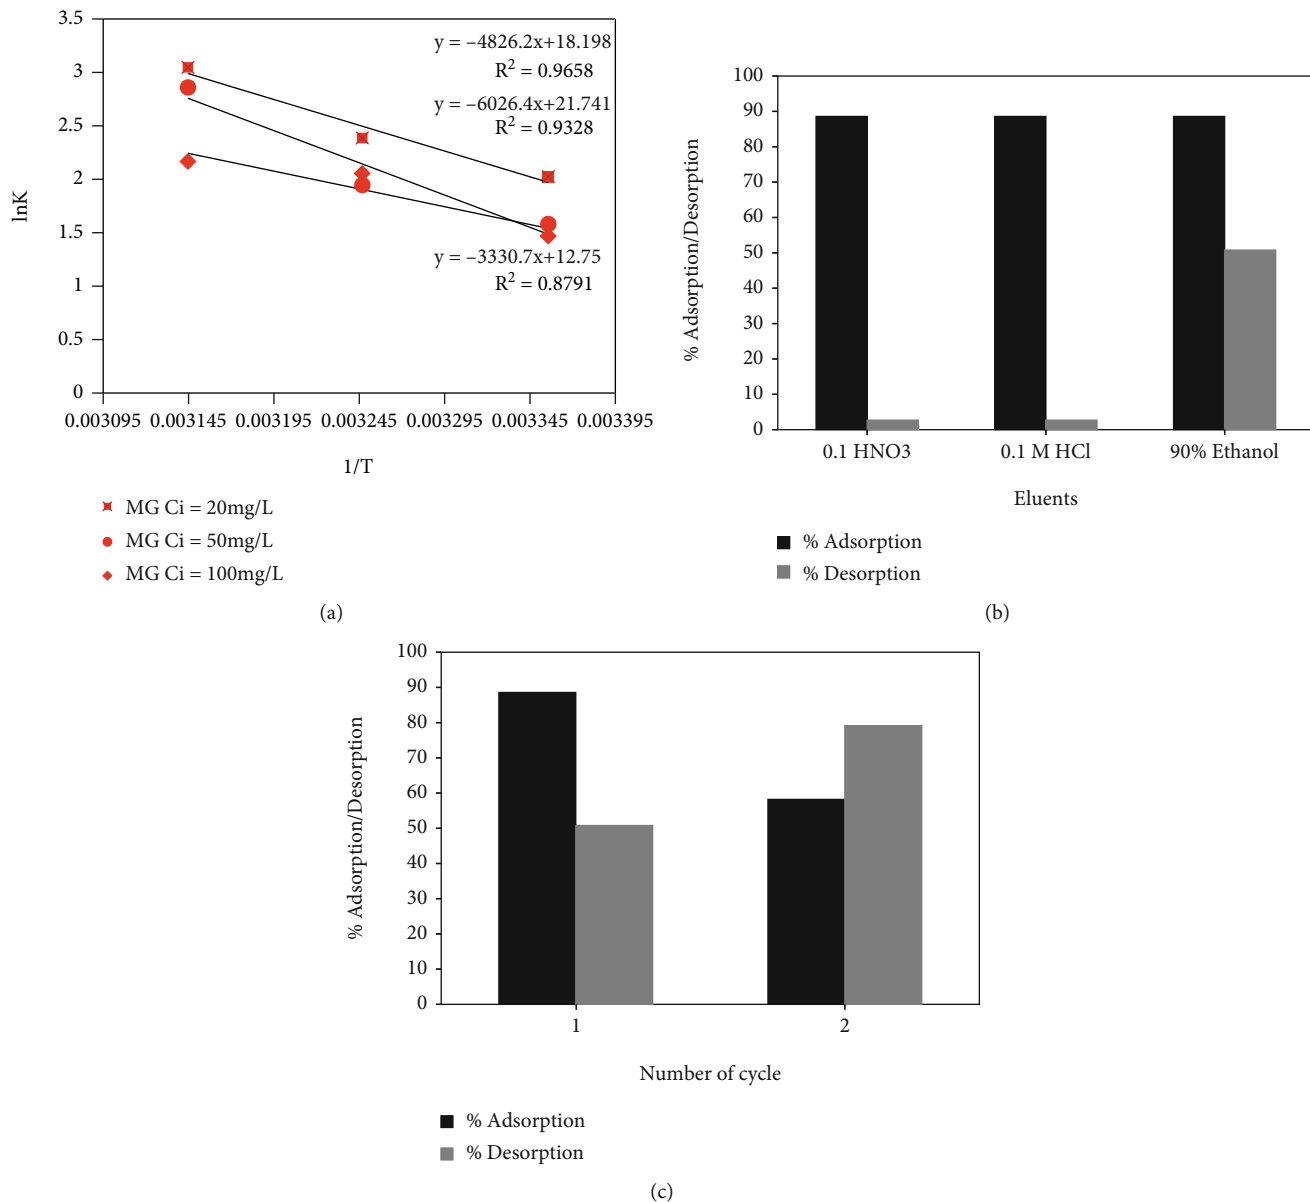 3.5
3
2.5
2
1.5
1
0.5
0
lnK
y = –4826.2x+18.198
R² = 0.9658
y = –6026.4x+21.741
R² = 0.9328
y = –3330.7x+12.75
R² = 0.8791
0.003095 0.003145 0.003195 0.003245 0.003295 0.003345 0.003395
1/T
MG Ci = 20mg/L
MG Ci = 50mg/L
MG Ci = 100mg/L
(a)
100
90
80
70
60
50
40
30
20
10
0
% Adsorption/Desorption
0.1 HNO3 0.1 M HCl 90% Ethanol
Eluents
% Adsorption
% Desorption
(b)
100
90
80
70
60
50
40
30
20
10
0
% Adsorption/Desorption
1 2
Number of cycle
% Adsorption
% Desorption
(c)